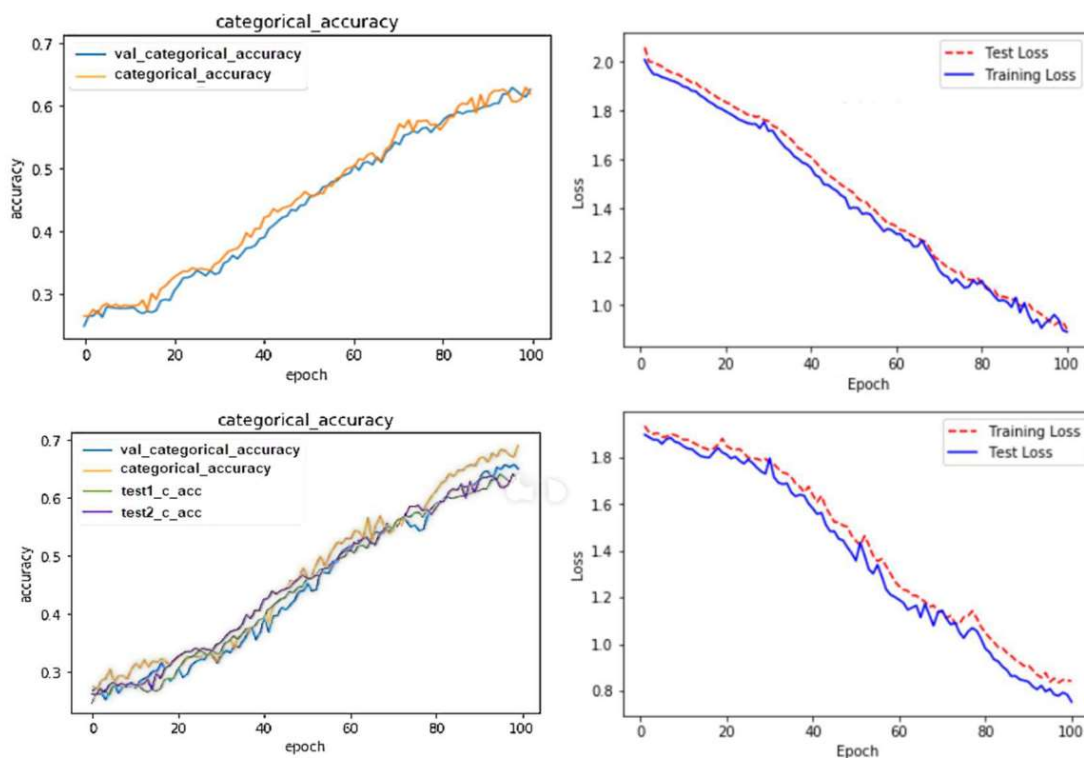 categorical_accuracy
val_categorical_accuracy
categorical_accuracy
accuracy
0.7
0.6
0.5
0.4
0.3
0 20 40 60 80 100
epoch
Test Loss
Training Loss
Loss
2.0
1.8
1.6
1.4
1.2
1.0
0 20 40 60 80 100
Epoch
categorical_accuracy
val_categorical_accuracy
categorical_accuracy
test1_c_acc
test2_c_acc
accuracy
0.7
0.6
0.5
0.4
0.3
0 20 40 60 80 100
epoch
Training Loss
Test Loss
Loss
1.8
1.6
1.4
1.2
1.0
0.8
0 20 40 60 80 100
Epoch